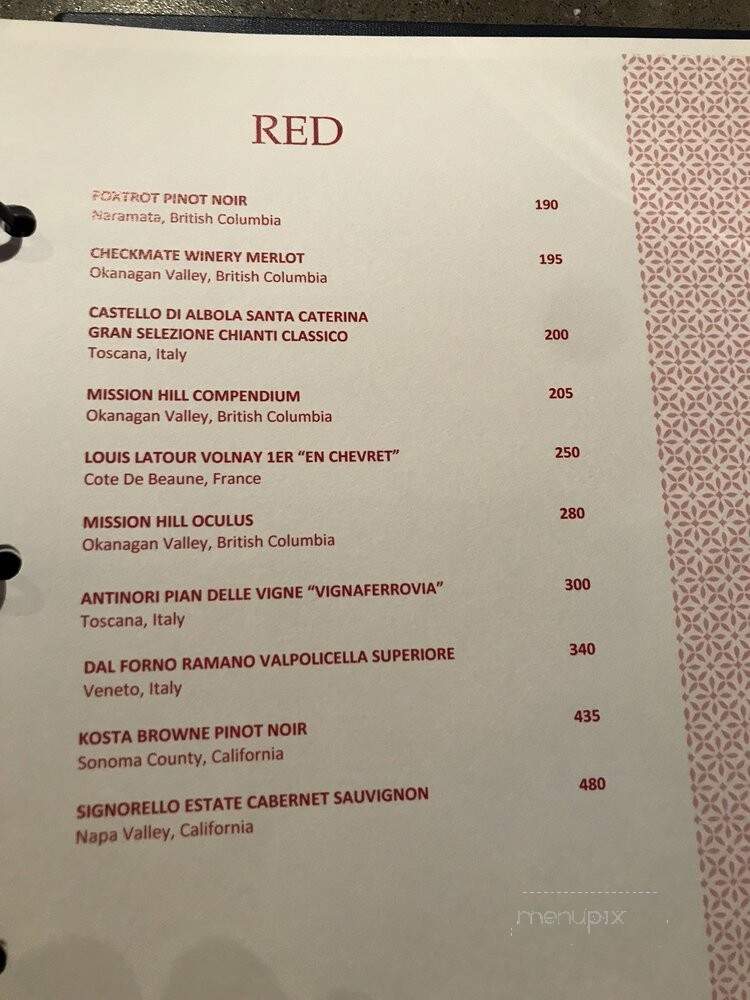 RED
FOXTROT PINOT NOIR 190
Naramata, British Columbia
CHECKMATE WINERY MERLOT 195
Okanagan Valley, British Columbia
CASTELLO DI ALBOLA SANTA CATERINA
GRAN SELEZIONE CHIANTI CLASSICO 200
Toscana, Italy
MISSION HILL COMPENDIUM 205
Okanagan Valley, British Columbia
LOUIS LATOUR VOLNAY 1ER “EN CHEVRET” 250
Cote De Beaune, France
MISSION HILL OCULUS 280
Okanagan Valley, British Columbia
ANTINORI PIAN DELLE VIGNE “VIGNAFERROVIA” 300
Toscana, Italy
DAL FORNO RAMANO VALPOLICELLA SUPERIORE 340
Veneto, Italy
KOSTA BROWNE PINOT NOIR 435
Sonoma County, California
SIGNORELLO ESTATE CABERNET SAUVIGNON 480
Napa Valley, California
menupix